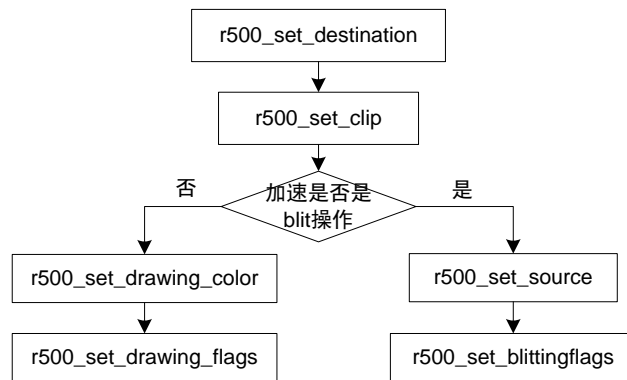 r500_set_destination
r500_set_clip
否
加速是否是
blit操作
是
r500_set_drawing_color
r500_set_source
r500_set_drawing_flags
r500_set_blittingflags